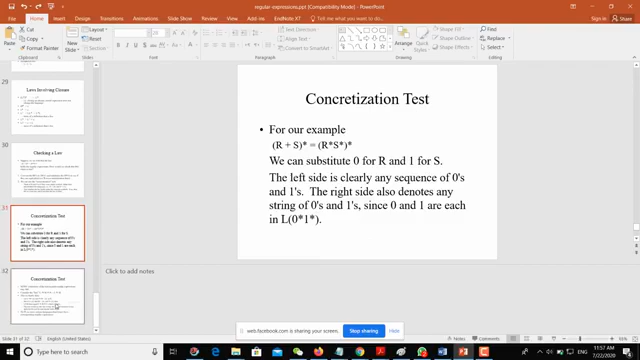 regular-expressions.ppt [Compatibility Mode] - PowerPoint
File
Home
Insert
Design
Transitions
Animations
Slide Show
Review
View
EndNote X7
Tell me what you want to do...
Sign in
Share
Paste
Cut
Copy
Format Painter
Clipboard
New Slide
Layout
Reset
Section
Slides
Font
Text Direction
Align Text
Convert to SmartArt
Paragraph
Arrange
Quick Styles
Shape Fill
Shape Outline
Shape Effects
Drawing
Find
Replace
Select
Editing
29
Laws Involving Closure
30
Checking a Law
31
Concretization Test
32
Concretization Test
Concretization Test
• For our example
(R + S)* = (R*S*)*
We can substitute 0 for R and 1 for S.
The left side is clearly any sequence of 0's
and 1's. The right side also denotes any
string of 0's and 1's, since 0 and 1 are each
in L(0*1*).
Click to add notes
web.facebook.com is sharing your screen.
Stop sharing
Hide
Slide 31 of 32
English (United States)
Notes
Comments
Type here to search
ENG
11:57 AM
7/22/2020